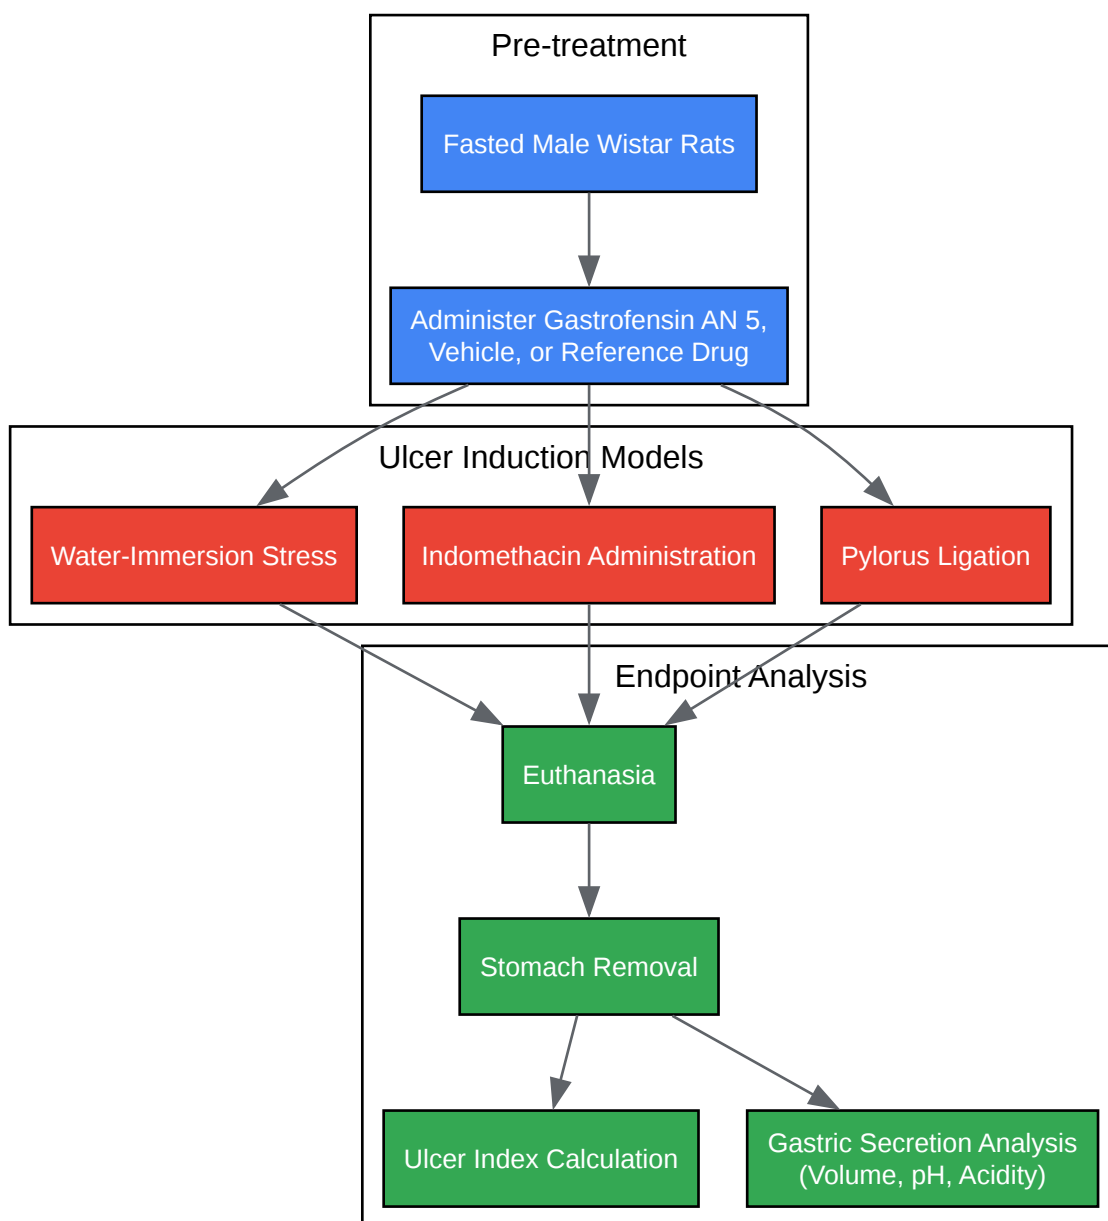 Pre-treatment
Fasted Male Wistar Rats
Administer Gastrofensin AN 5,
Vehicle, or Reference Drug
Ulcer Induction Models
Water-Immersion Stress
Indomethacin Administration
Pylorus Ligation
Endpoint Analysis
Euthanasia
Stomach Removal
Ulcer Index Calculation
Gastric Secretion Analysis
(Volume, pH, Acidity)